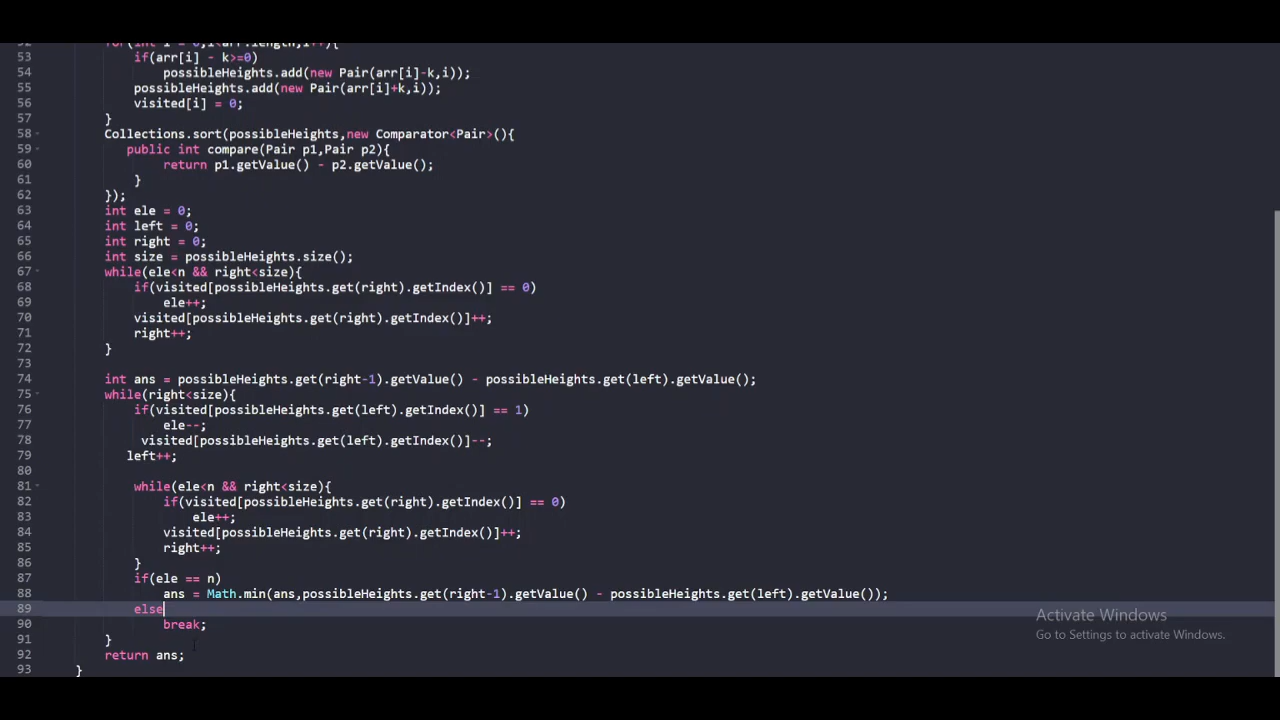 52 for(int i = 0;i<arr.length;i++){
53 if(arr[i] - k>=0)
54 possibleHeights.add(new Pair(arr[i]-k,i));
55 possibleHeights.add(new Pair(arr[i]+k,i));
56 visited[i] = 0;
57 }
58 Collections.sort(possibleHeights,new Comparator<Pair>(){
59 public int compare(Pair p1,Pair p2){
60 return p1.getValue() - p2.getValue();
61 }
62 });
63 int ele = 0;
64 int left = 0;
65 int right = 0;
66 int size = possibleHeights.size();
67 while(ele<n && right<size){
68 if(visited[possibleHeights.get(right).getIndex()] == 0)
69 ele++;
70 visited[possibleHeights.get(right).getIndex()]++;
71 right++;
72 }
73
74 int ans = possibleHeights.get(right-1).getValue() - possibleHeights.get(left).getValue();
75 while(right<size){
76 if(visited[possibleHeights.get(left).getIndex()] == 1)
77 ele--;
78 visited[possibleHeights.get(left).getIndex()]--;
79 left++;
80
81 while(ele<n && right<size){
82 if(visited[possibleHeights.get(right).getIndex()] == 0)
83 ele++;
84 visited[possibleHeights.get(right).getIndex()]++;
85 right++;
86 }
87 if(ele == n)
88 ans = Math.min(ans,possibleHeights.get(right-1).getValue() - possibleHeights.get(left).getValue());
89 else
90 break;
91 }
92 return ans;
93 }
Activate Windows
Go to Settings to activate Windows.